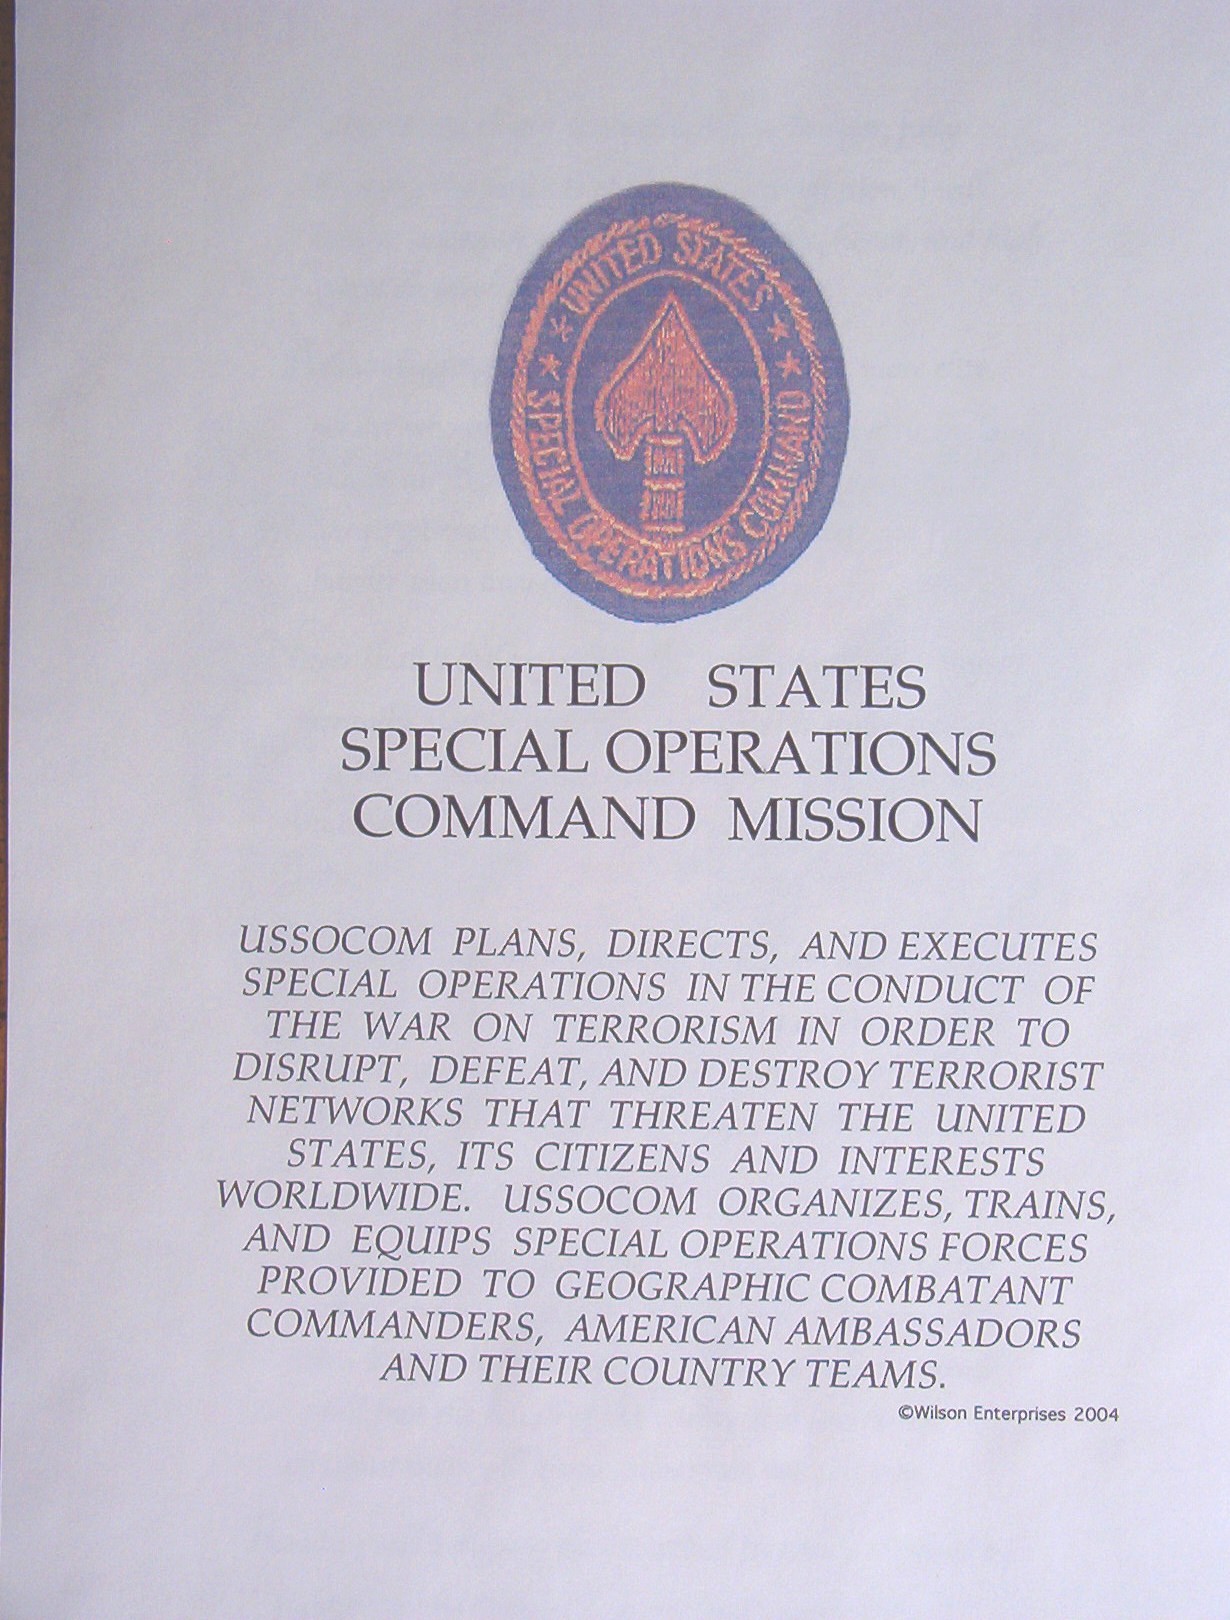 UNITED STATES
SPECIAL OPERATIONS COMMAND
UNITED STATES
SPECIAL OPERATIONS
COMMAND MISSION
USSOCOM PLANS, DIRECTS, AND EXECUTES
SPECIAL OPERATIONS IN THE CONDUCT OF
THE WAR ON TERRORISM IN ORDER TO
DISRUPT, DEFEAT, AND DESTROY TERRORIST
NETWORKS THAT THREATEN THE UNITED
STATES, ITS CITIZENS AND INTERESTS
WORLDWIDE. USSOCOM ORGANIZES, TRAINS,
AND EQUIPS SPECIAL OPERATIONS FORCES
PROVIDED TO GEOGRAPHIC COMBATANT
COMMANDERS, AMERICAN AMBASSADORS
AND THEIR COUNTRY TEAMS.
©Wilson Enterprises 2004